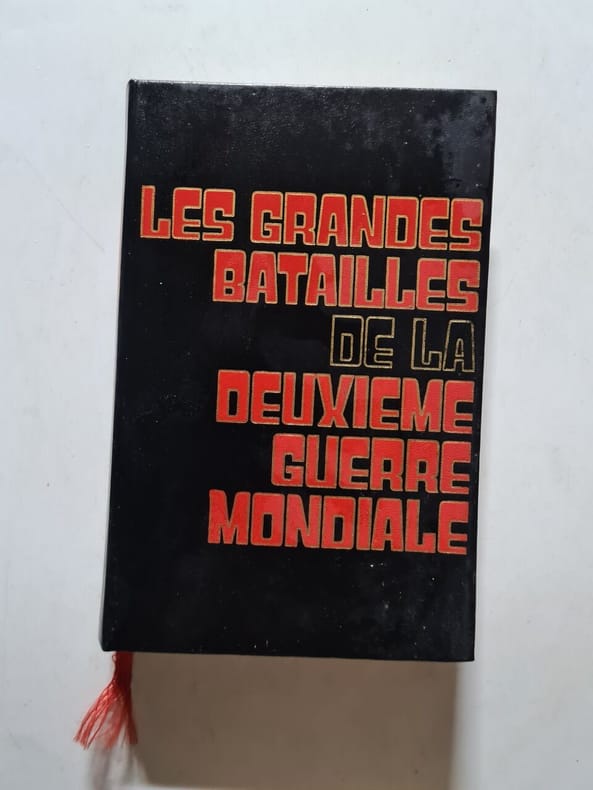 LES GRANDES
BATAILLES
DE LA
DEUXIEME
GUERRE
MONDIALE